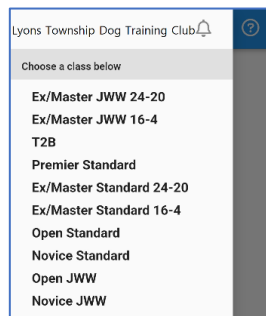 Lyons Township Dog Training Club
Choose a class below
Ex/Master JWW 24-20
Ex/Master JWW 16-4
T2B
Premier Standard
Ex/Master Standard 24-20
Ex/Master Standard 16-4
Open Standard
Novice Standard
Open JWW
Novice JWW